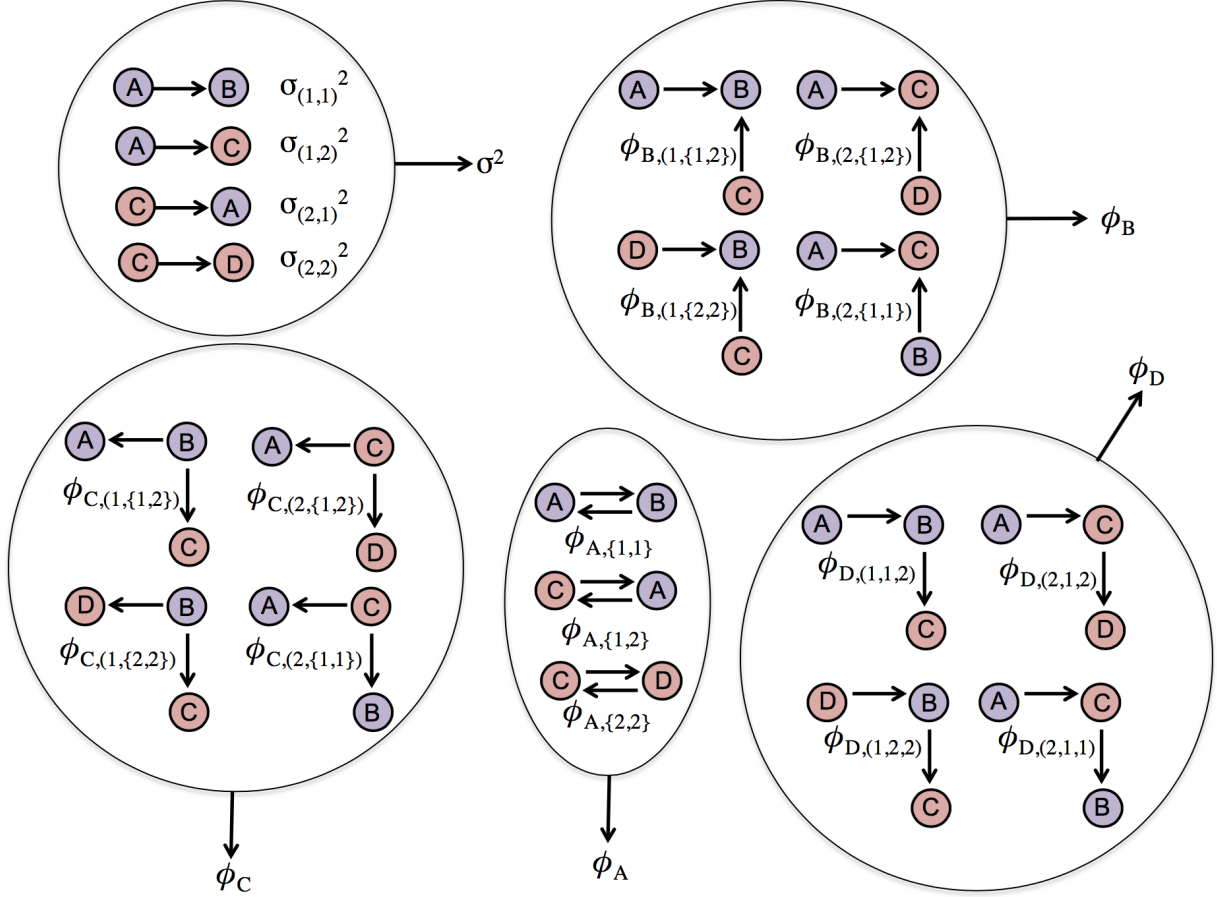 A B σ(1,1)²
A C σ(1,2)²
C A σ(2,1)²
C D σ(2,2)²
σ²
A B A C
ϕB,(1,{1,2}) ϕB,(2,{1,2})
C D
D B A C
ϕB,(1,{2,2}) ϕB,(2,{1,1})
C B
ϕB
A B A C
ϕC,(1,{1,2}) ϕC,(2,{1,2})
C D
D B A C
ϕC,(1,{2,2}) ϕC,(2,{1,1})
C B
ϕC
A B
ϕA,{1,1}
C A
ϕA,{1,2}
C D
ϕA,{2,2}
ϕA
ϕD
A B A C
ϕD,(1,1,2) ϕD,(2,1,2)
C D
D B A C
ϕD,(1,2,2) ϕD,(2,1,1)
C B